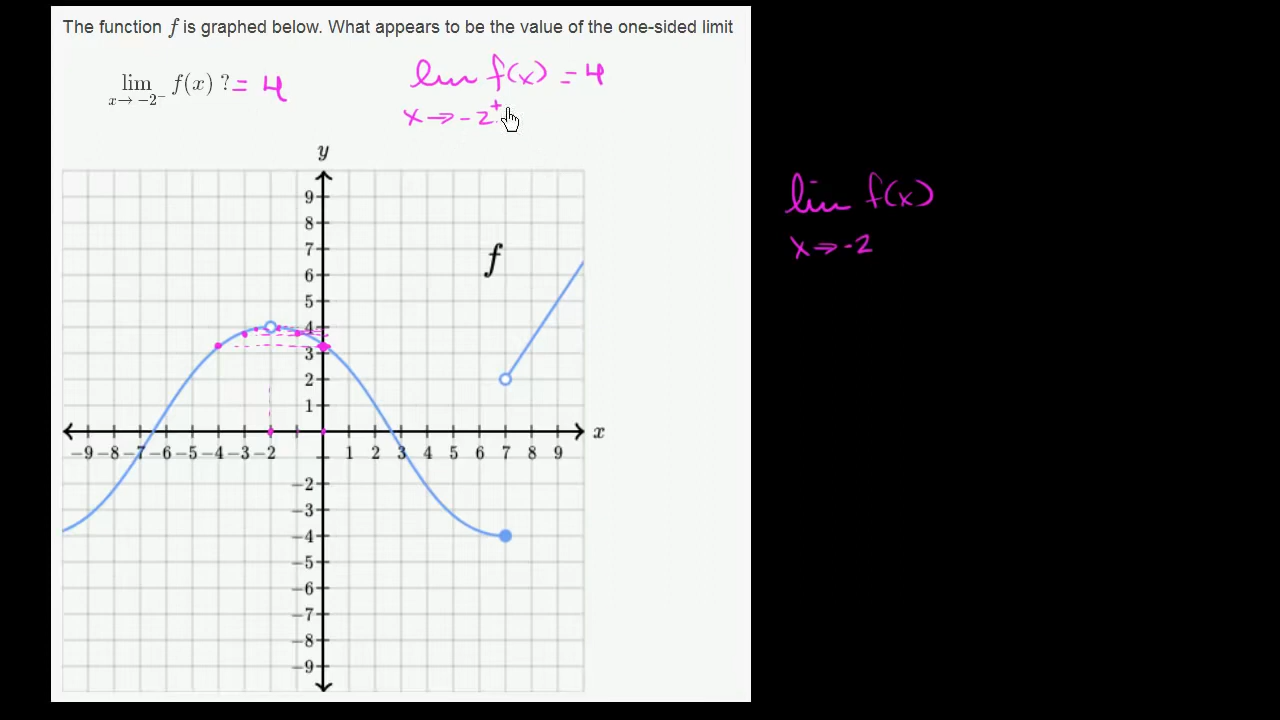 The function f is graphed below. What appears to be the value of the one-sided limit
lim f(x) ? = 4
x→ −2⁻
lim f(x) = 4
x → -2⁺
lim f(x)
x → -2
y
9
8
7
6
5
4
3
2
1
f
x
−9 −8 −7 −6 −5 −4 −3 −2 1 2 3 4 5 6 7 8 9
−2
−3
−4
−5
−6
−7
−8
−9